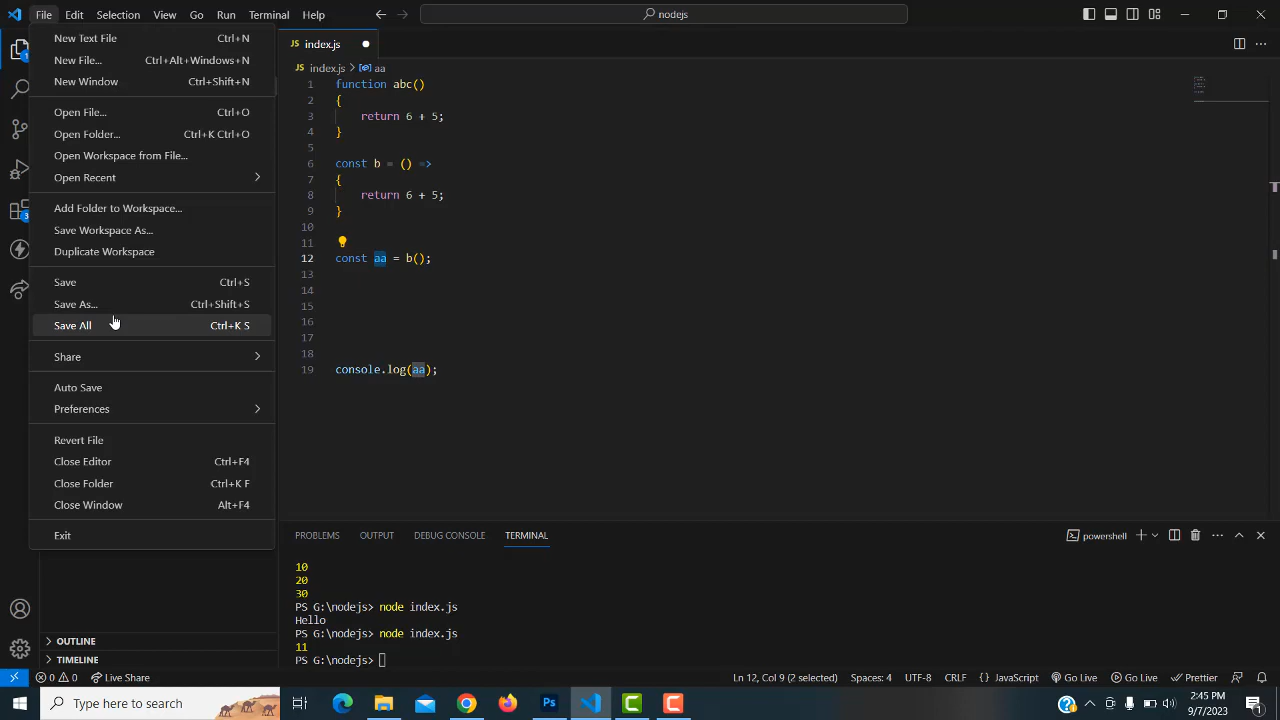 File Edit Selection View Go Run Terminal Help
nodejs
New Text File Ctrl+N
New File... Ctrl+Alt+Windows+N
New Window Ctrl+Shift+N
Open File... Ctrl+O
Open Folder... Ctrl+K Ctrl+O
Open Workspace from File...
Open Recent
Add Folder to Workspace...
Save Workspace As...
Duplicate Workspace
Save Ctrl+S
Save As... Ctrl+Shift+S
Save All Ctrl+K S
Share
Auto Save
Preferences
Revert File
Close Editor Ctrl+F4
Close Folder Ctrl+K F
Close Window Alt+F4
Exit
1
3
OUTLINE
TIMELINE
JS index.js
JS index.js > aa
1 function abc()
2 {
3 return 6 + 5;
4 }
5
6 const b = () =>
7 {
8 return 6 + 5;
9 }
10
11
12 const aa = b();
13
14
15
16
17
18
19 console.log(aa);
PROBLEMS OUTPUT DEBUG CONSOLE TERMINAL
powershell
10
20
30
PS G:\nodejs> node index.js
Hello
PS G:\nodejs> node index.js
11
PS G:\nodejs>
0 0 Live Share Ln 12, Col 9 (2 selected) Spaces: 4 UTF-8 CRLF {} JavaScript Go Live Go Live Prettier
Type here to search
Ps
2:45 PM
9/7/2023